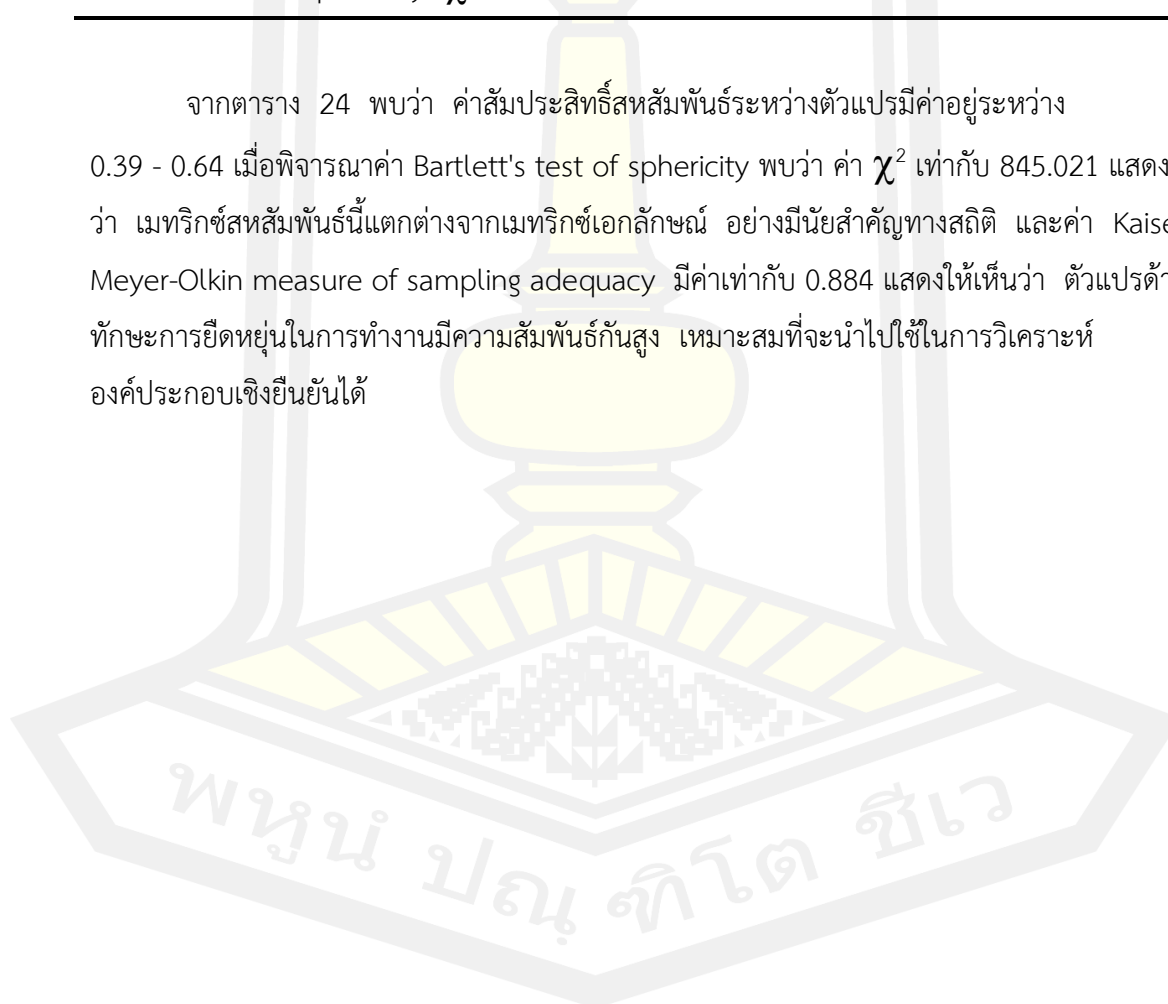 จากตาราง 24 พบว่า ค่าสัมประสิทธิ์สหสัมพันธ์ระหว่างตัวแปรมีค่าอยู่ระหว่าง
0.39 - 0.64 เมื่อพิจารณาค่า Bartlett's test of sphericity พบว่า ค่า χ² เท่ากับ 845.021 แสดง
ว่า เมทริกซ์สหสัมพันธ์นี้แตกต่างจากเมทริกซ์เอกลักษณ์ อย่างมีนัยสำคัญทางสถิติ และค่า Kaise
Meyer-Olkin measure of sampling adequacy มีค่าเท่ากับ 0.884 แสดงให้เห็นว่า ตัวแปรด้า
ทักษะการยืดหยุ่นในการทำงานมีความสัมพันธ์กันสูง เหมาะสมที่จะนำไปใช้ในการวิเคราะห์
องค์ประกอบเชิงยืนยันได้
พหูนํ ปณฺฑิโต ชีเว